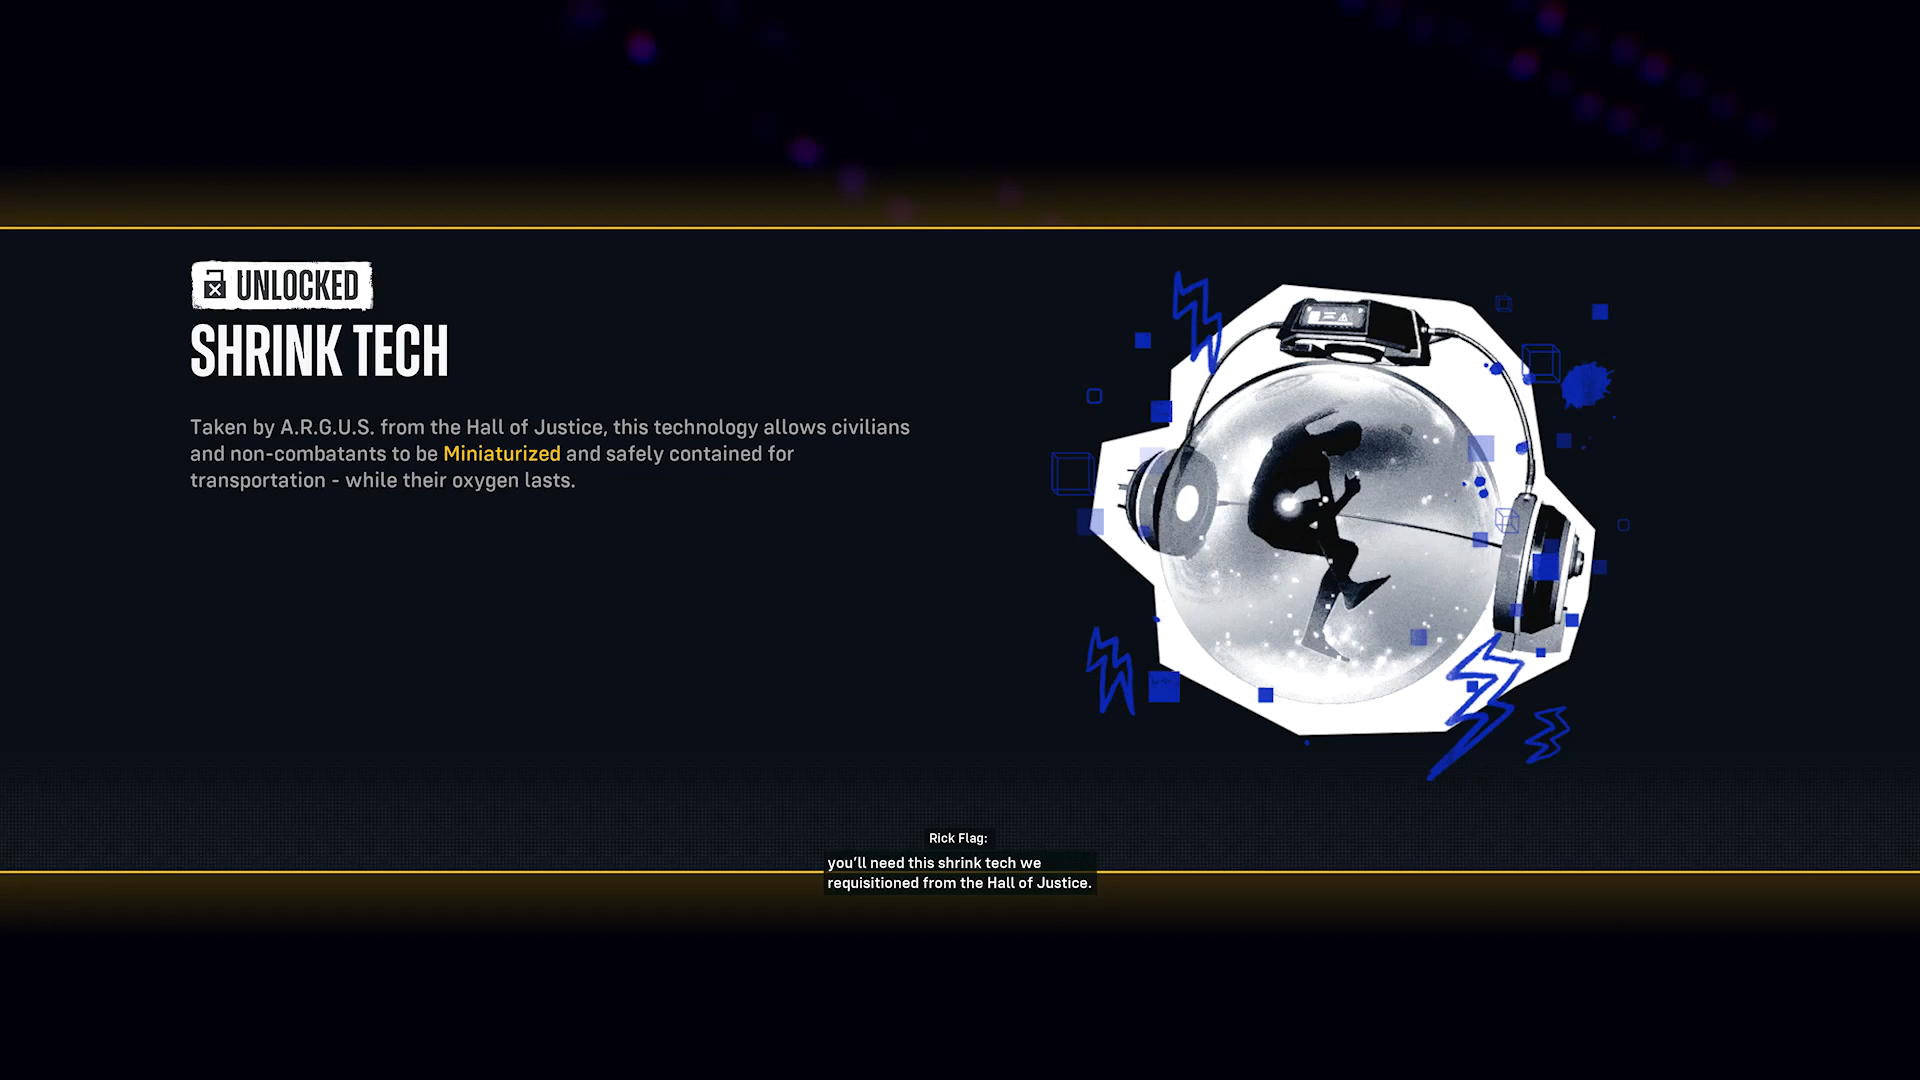 UNLOCKED
SHRINK TECH
Taken by A.R.G.U.S. from the Hall of Justice, this technology allows civilians
and non-combatants to be Miniaturized and safely contained for
transportation - while their oxygen lasts.
Rick Flag:
you'll need this shrink tech we
requisitioned from the Hall of Justice.